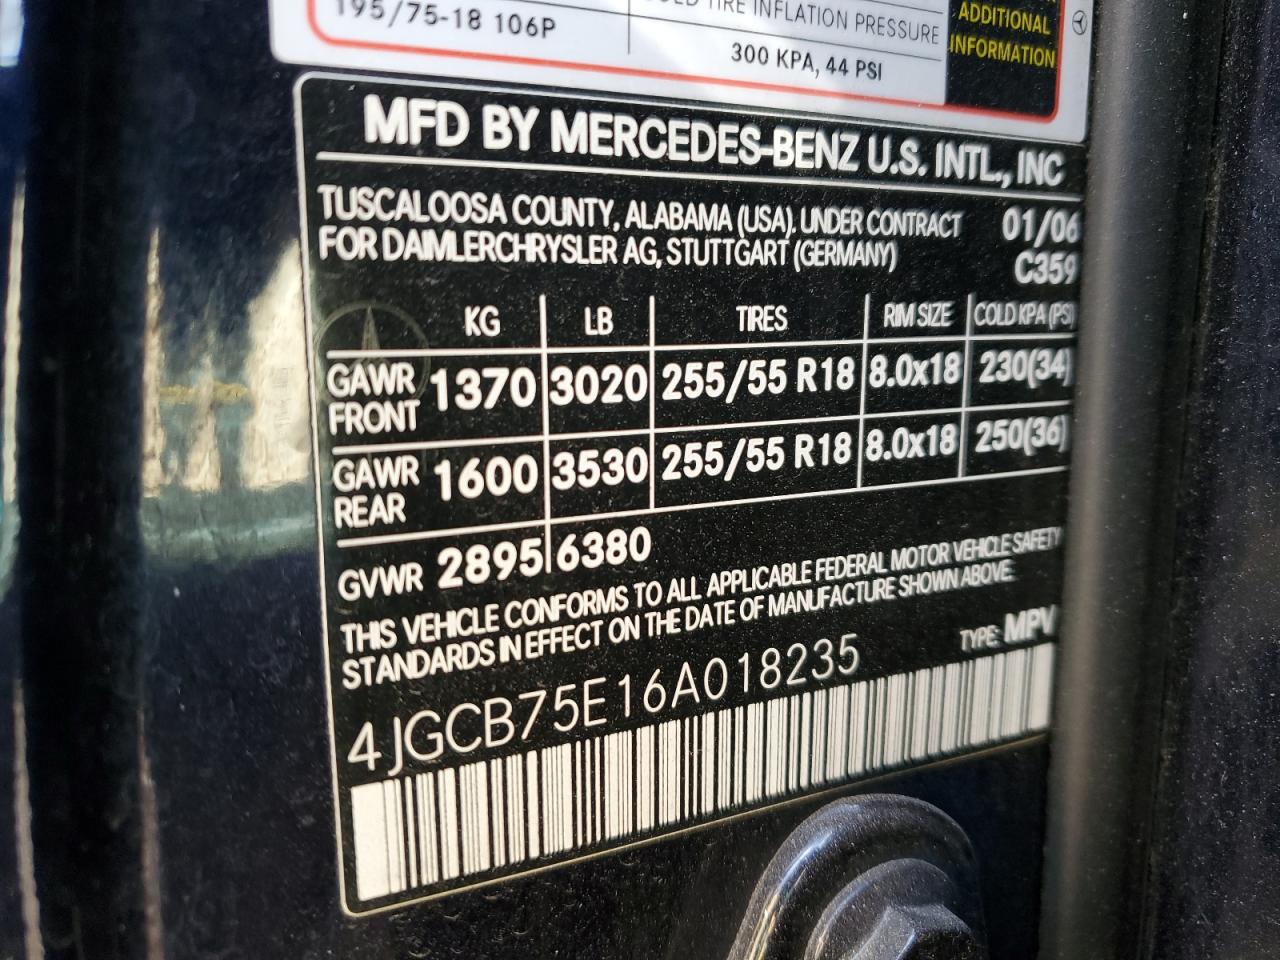 195/75-18 106P
TIRE INFLATION PRESSURE
300 KPA, 44 PSI
ADDITIONAL
INFORMATION
MFD BY MERCEDES-BENZ U.S. INTL., INC
TUSCALOOSA COUNTY, ALABAMA (USA). UNDER CONTRACT 01/06
FOR DAIMLERCHRYSLER AG, STUTTGART (GERMANY) C359
KG LB TIRES RIM SIZE COLD KPA (PSI
GAWR FRONT 1370 3020 255/55 R18 8.0x18 230(34)
GAWR REAR 1600 3530 255/55 R18 8.0x18 250(36)
GVWR 2895 6380
THIS VEHICLE CONFORMS TO ALL APPLICABLE FEDERAL MOTOR VEHICLE SAFETY
STANDARDS IN EFFECT ON THE DATE OF MANUFACTURE SHOWN ABOVE.
TYPE: MPV
4JGCB75E16A018235